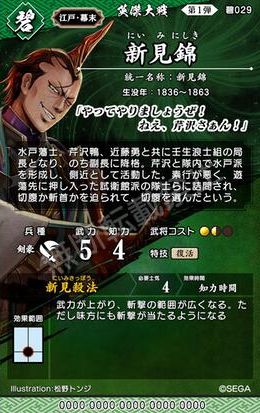 碧
江戸・幕末
英傑大戦
第1弾
碧029
にいみ にしき
新見錦
統一名称：新見錦
生没年：1836～1863
「やってやりましょうぜ！
ねえ、芹沢さぁん！」
水戸藩士。芹沢鴨、近藤勇と共に壬生浪士組の局
長となり、のち副長に降格。芹沢と隊内で水戸派
を形成し、側近として活動した。素行が悪く、遊
蕩先に押し入った試衛館派の隊士らに詰問され、
切腹か斬首かを迫られて、切腹を選んだという。
兵種 武力 知力 武将コスト
剣豪 5 4
特技 復活
にいみさっぽう 必要士気 効果時間
新見殺法 4 知力時間
効果範囲
武力が上がり、斬撃の範囲が広くなる。た
だし味方にも斬撃が当たるようになる
Illustration:桧野トンジ
©SEGA
0000-0000-0000-0000-0000